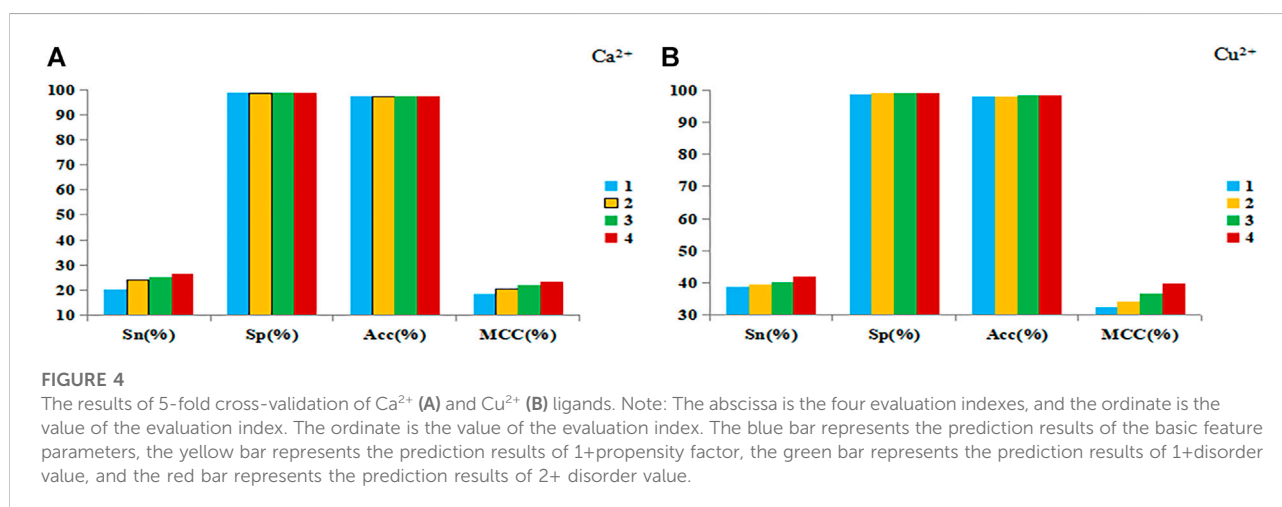 A
Ca²⁺
100
90
80
70
60
50
40
30
20
10
Sn(%) Sp(%) Acc(%) MCC(%)
1
2
3
4
B
Cu²⁺
100
90
80
70
60
50
40
30
Sn(%) Sp(%) Acc(%) MCC(%)
1
2
3
4
FIGURE 4
The results of 5-fold cross-validation of Ca²⁺ (A) and Cu²⁺ (B) ligands. Note: The abscissa is the four evaluation indexes, and the ordinate is the
value of the evaluation index. The ordinate is the value of the evaluation index. The blue bar represents the prediction results of the basic feature
parameters, the yellow bar represents the prediction results of 1+propensity factor, the green bar represents the prediction results of 1+disorder
value, and the red bar represents the prediction results of 2+ disorder value.